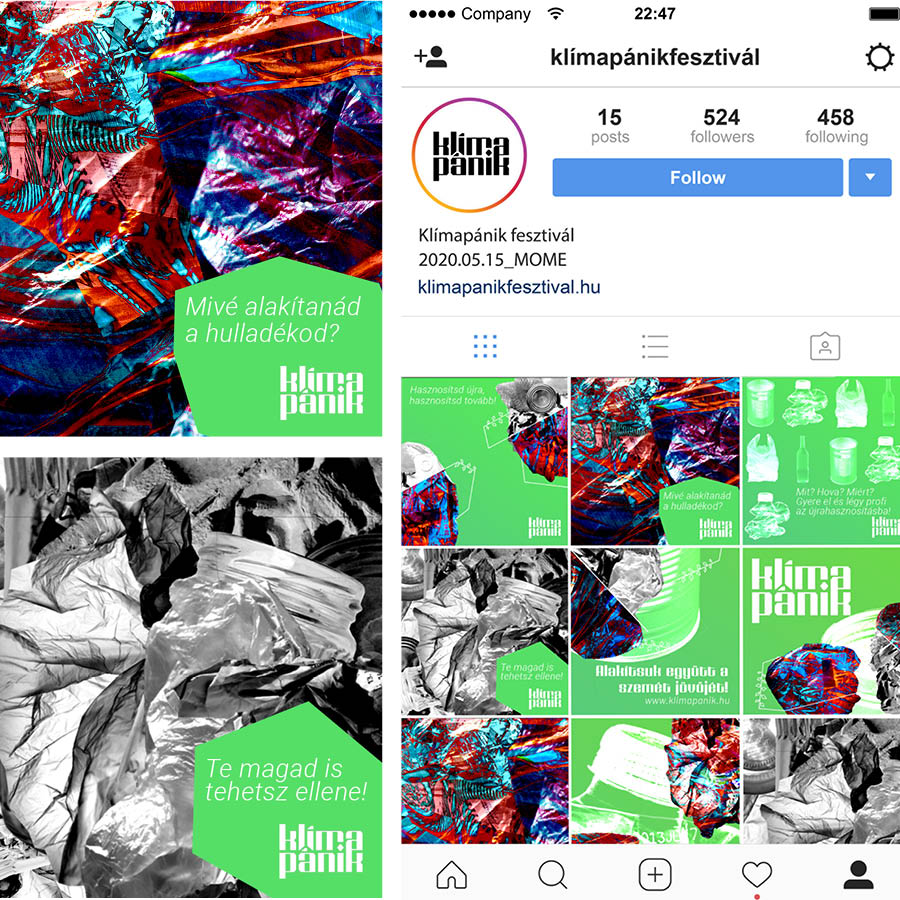 Mivé alakítanád
a hulladékod?
klíma
pánik
Te magad is
tehetsz ellene!
klíma
pánik
Company
22:47
klímapánikfesztivál
klíma
pánik
15
posts
524
followers
458
following
Follow
Klímapánik fesztivál
2020.05.15_MOME
klimapanikfesztival.hu
Hasznosítsd újra,
hasznosítsd tovább!
klíma
pánik
Mivé alakítanád
a hulladékod?
klíma
pánik
Mit? Hova? Miért?
Gyere el és légy profi
az újrahasznosításba!
klíma
pánik
Te magad is
tehetsz ellene!
klíma
pánik
Alakítsuk együtt a
szemét jövőjét!
www.klimapanik.hu
klíma
pánik